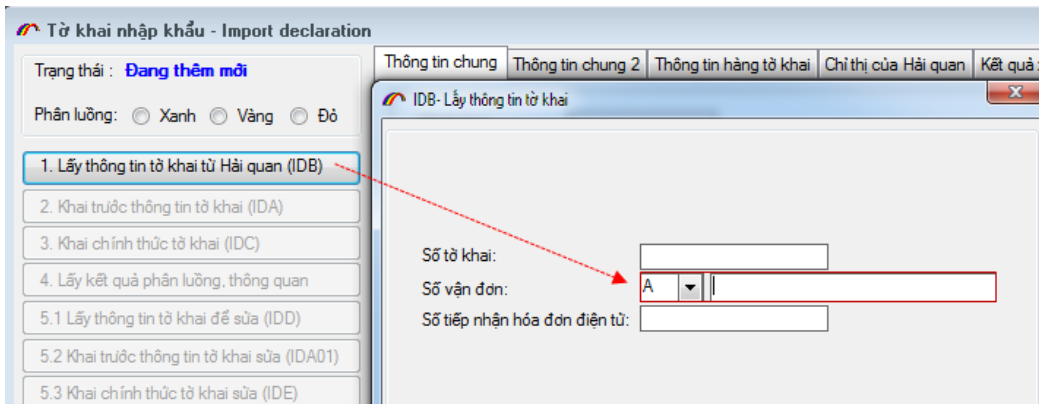 Tờ khai nhập khẩu - Import declaration
Trạng thái : Đang thêm mới
Phân luồng: Xanh Vàng Đỏ
1. Lấy thông tin tờ khai từ Hải quan (IDB)
2. Khai trước thông tin tờ khai (IDA)
3. Khai chính thức tờ khai (IDC)
4. Lấy kết quả phân luồng, thông quan
5.1 Lấy thông tin tờ khai để sửa (IDD)
5.2 Khai trước thông tin tờ khai sửa (IDA01)
5.3 Khai chính thức tờ khai sửa (IDE)
Thông tin chung Thông tin chung 2 Thông tin hàng tờ khai Chỉ thị của Hải quan Kết quả
IDB- Lấy thông tin tờ khai
Số tờ khai:
Số vận đơn: A
Số tiếp nhận hóa đơn điện tử: